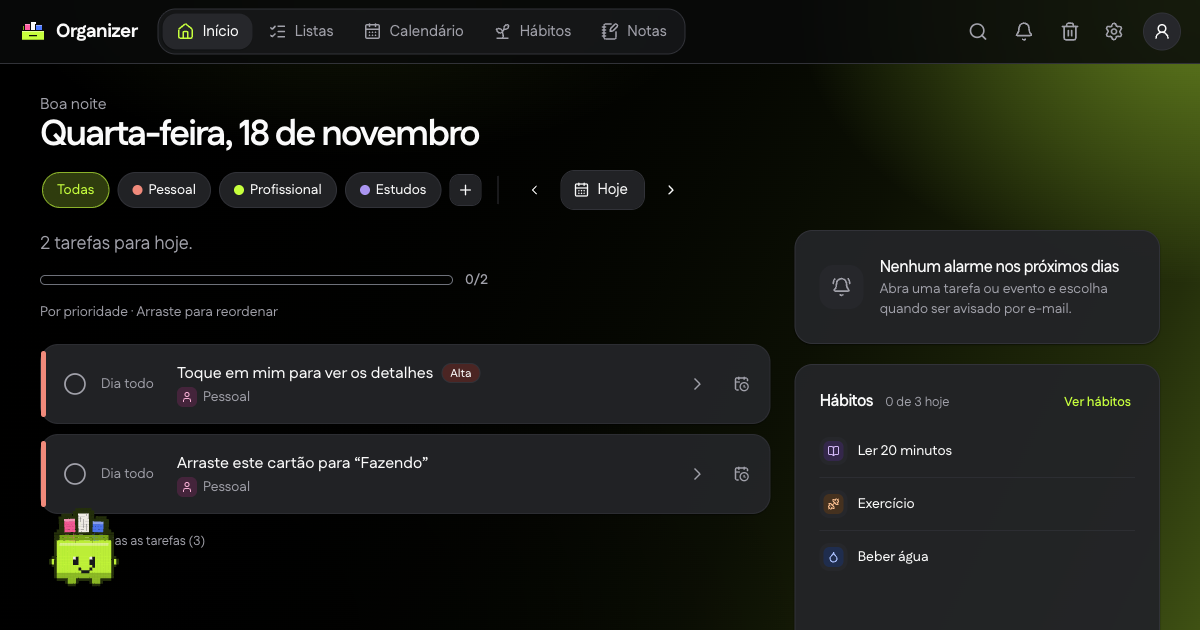 Organizer
Início
Listas
Calendário
Hábitos
Notas
Boa noite
Quarta-feira, 18 de novembro
Todas
Pessoal
Profissional
Estudos
Hoje
2 tarefas para hoje.
0/2
Por prioridade · Arraste para reordenar
Dia todo
Toque em mim para ver os detalhes
Alta
Pessoal
Dia todo
Arraste este cartão para “Fazendo”
Pessoal
as tarefas (3)
Nenhum alarme nos próximos dias
Abra uma tarefa ou evento e escolha
quando ser avisado por e-mail.
Hábitos
0 de 3 hoje
Ver hábitos
Ler 20 minutos
Exercício
Beber água